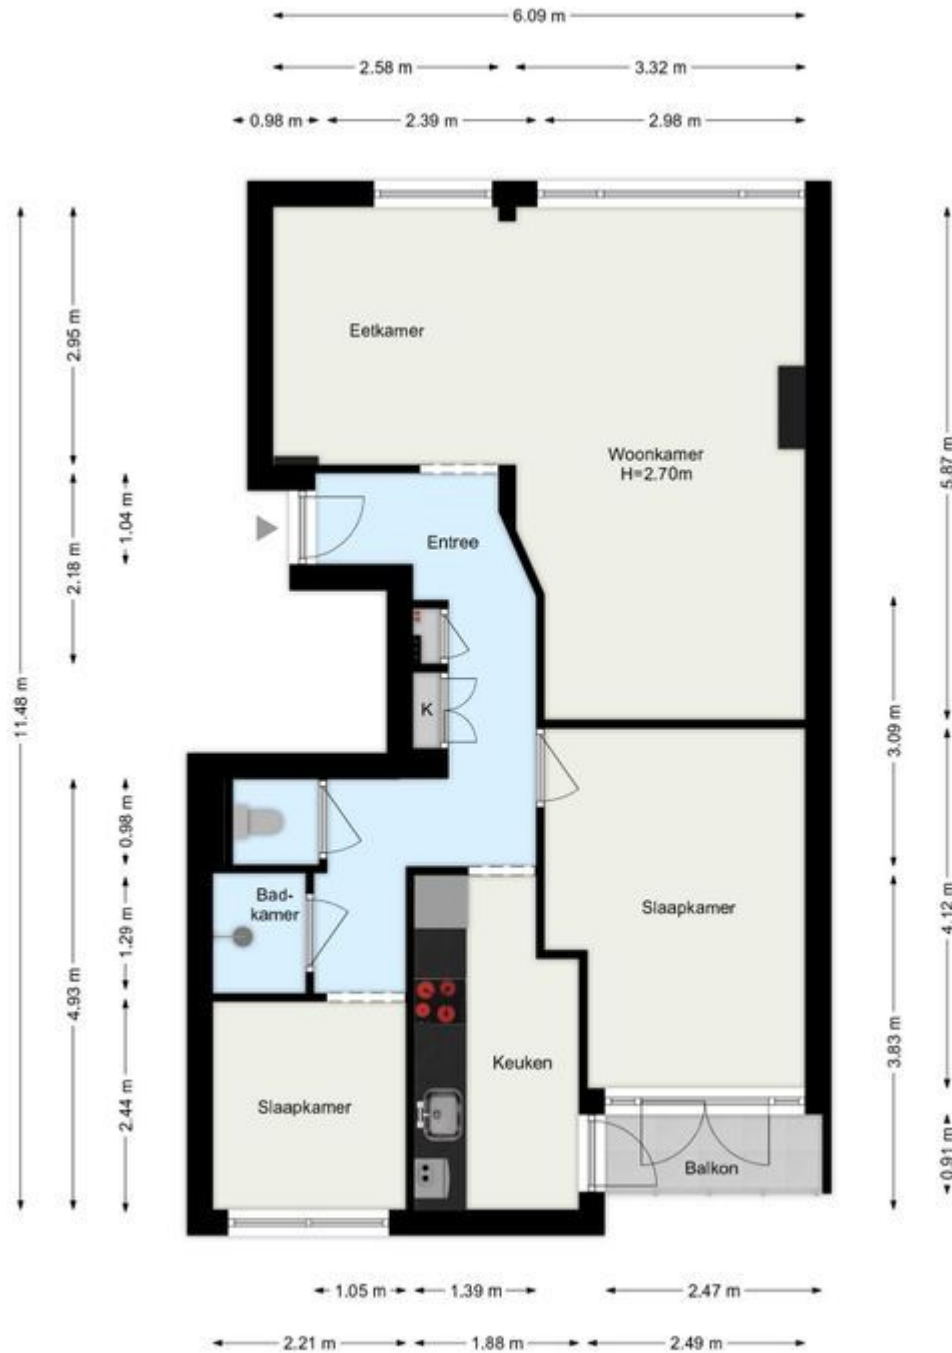 6.09 m
2.58 m
3.32 m
0.98 m
2.39 m
2.98 m
2.95 m
5.87 m
Eetkamer
Woonkamer
H=2.70m
1.04 m
2.18 m
Entree
11.48 m
K
3.09 m
0.98 m
4.12 m
Bad-
kamer
Slaapkamer
1.29 m
4.93 m
3.83 m
Keuken
2.44 m
Slaapkamer
0.91 m
Balkon
1.05 m
1.39 m
2.47 m
2.21 m
1.88 m
2.49 m